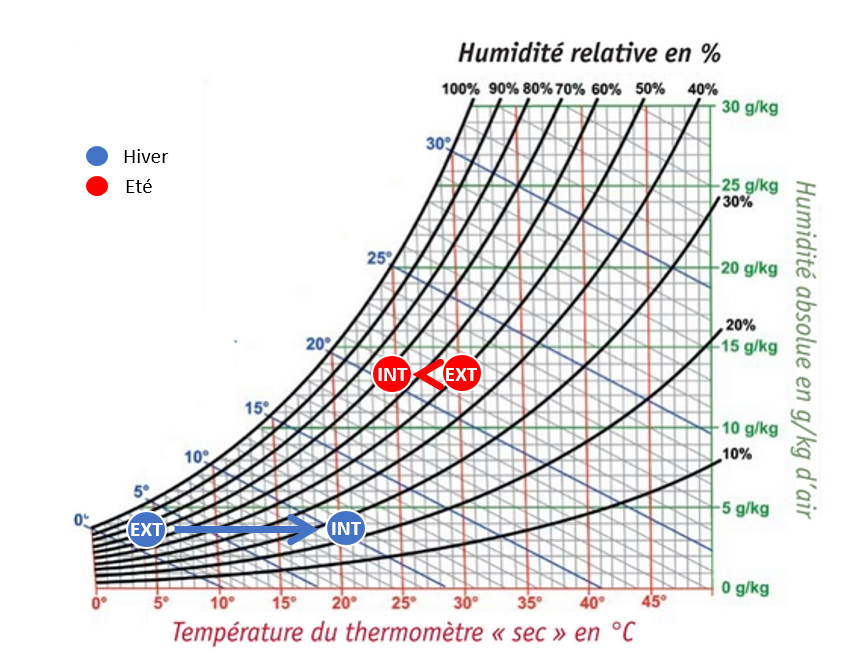 Humidité relative en %
100% 90% 80% 70% 60% 50% 40%
30 g/kg
30°
Hiver
Eté
25 g/kg
30%
25°
20 g/kg
20%
20°
15 g/kg
INT
EXT
15°
10 g/kg
10°
10%
5°
5 g/kg
0°
EXT
INT
0 g/kg
0° 5° 10° 15° 20° 25° 30° 35° 40° 45°
Température du thermomètre « sec » en °C
Humidité absolue en g/kg d'air